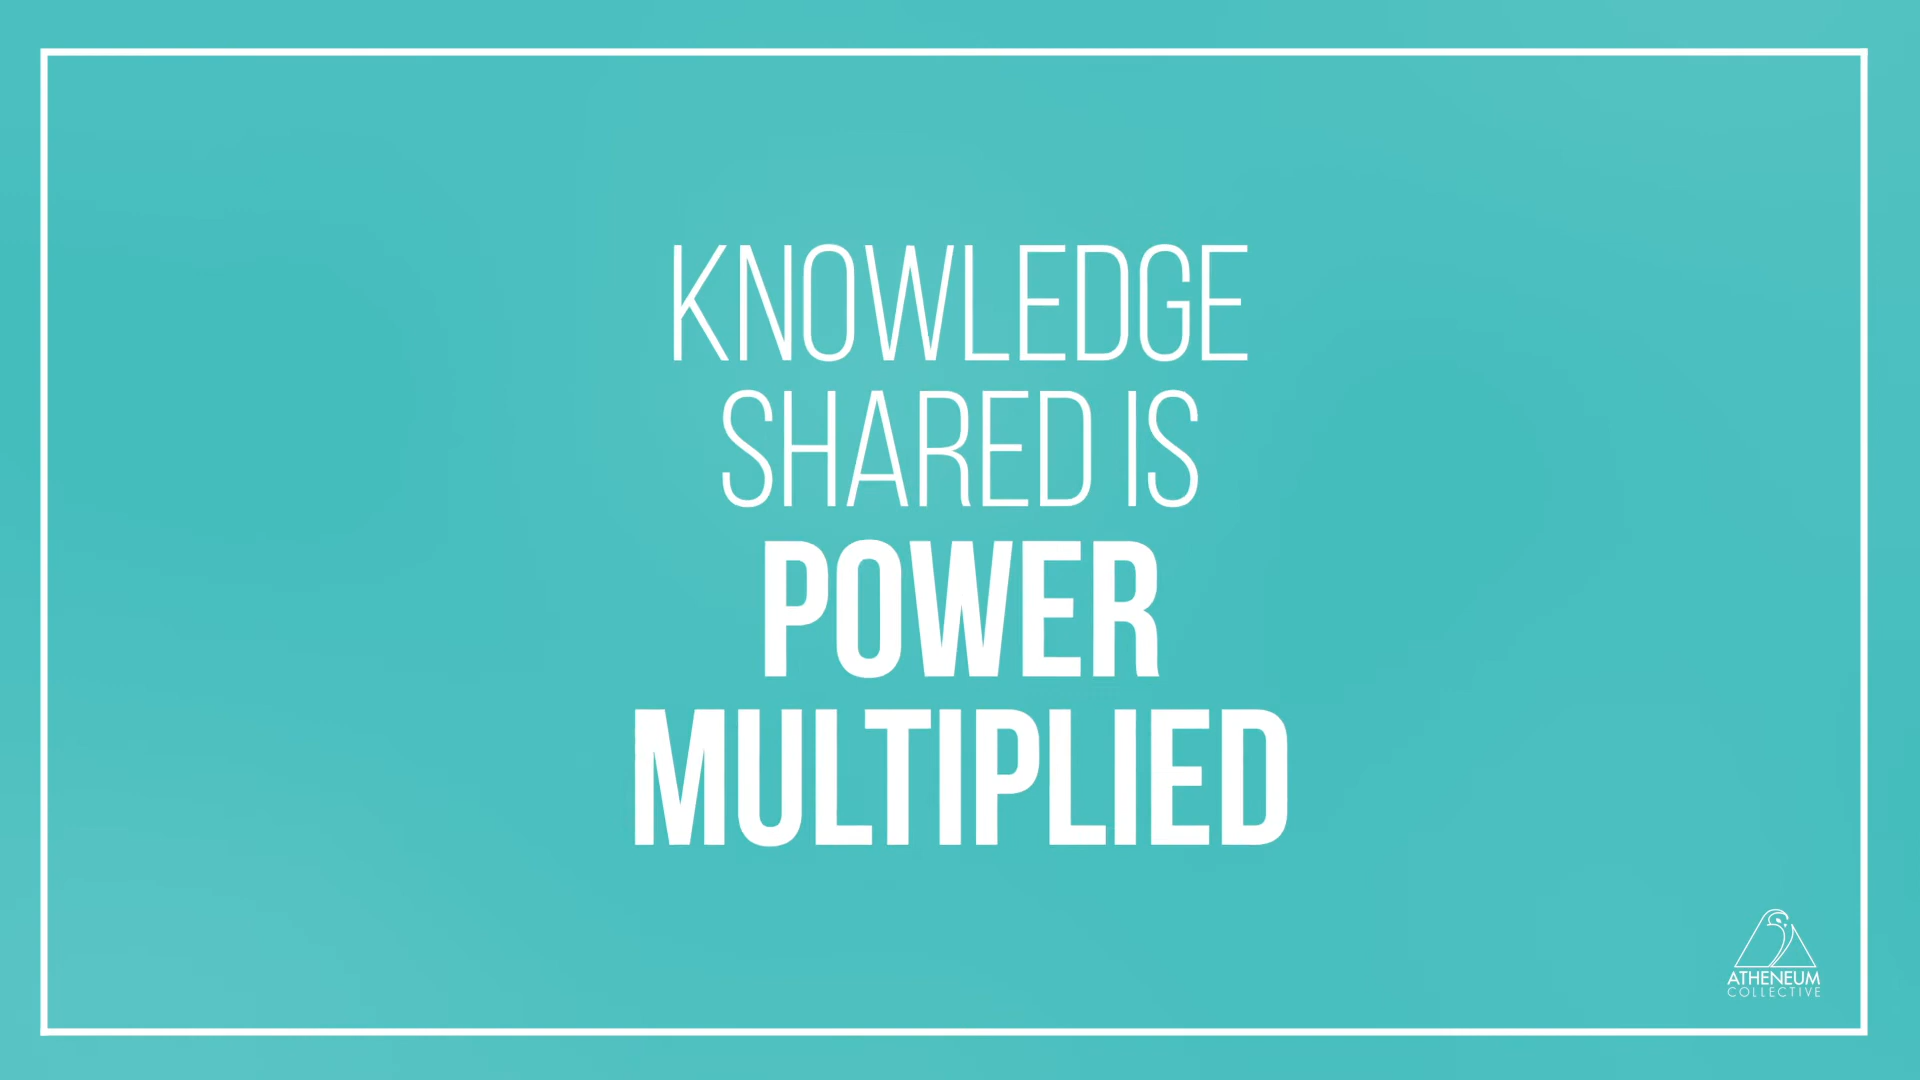 KNOWLEDGE
SHARED IS
POWER
MULTIPLIED
ATHENEUM
COLLECTIVE